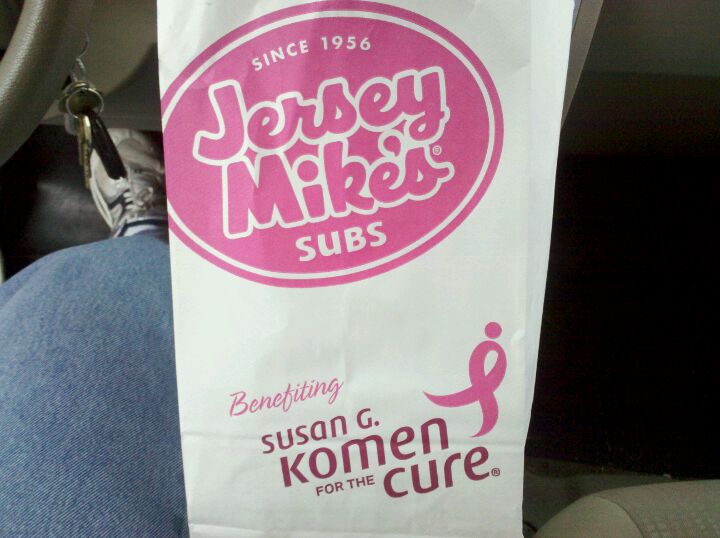 SINCE 1956
Jersey
Mike's®
SUBS
Benefiting
susan G.
Komen
FOR THE cure®